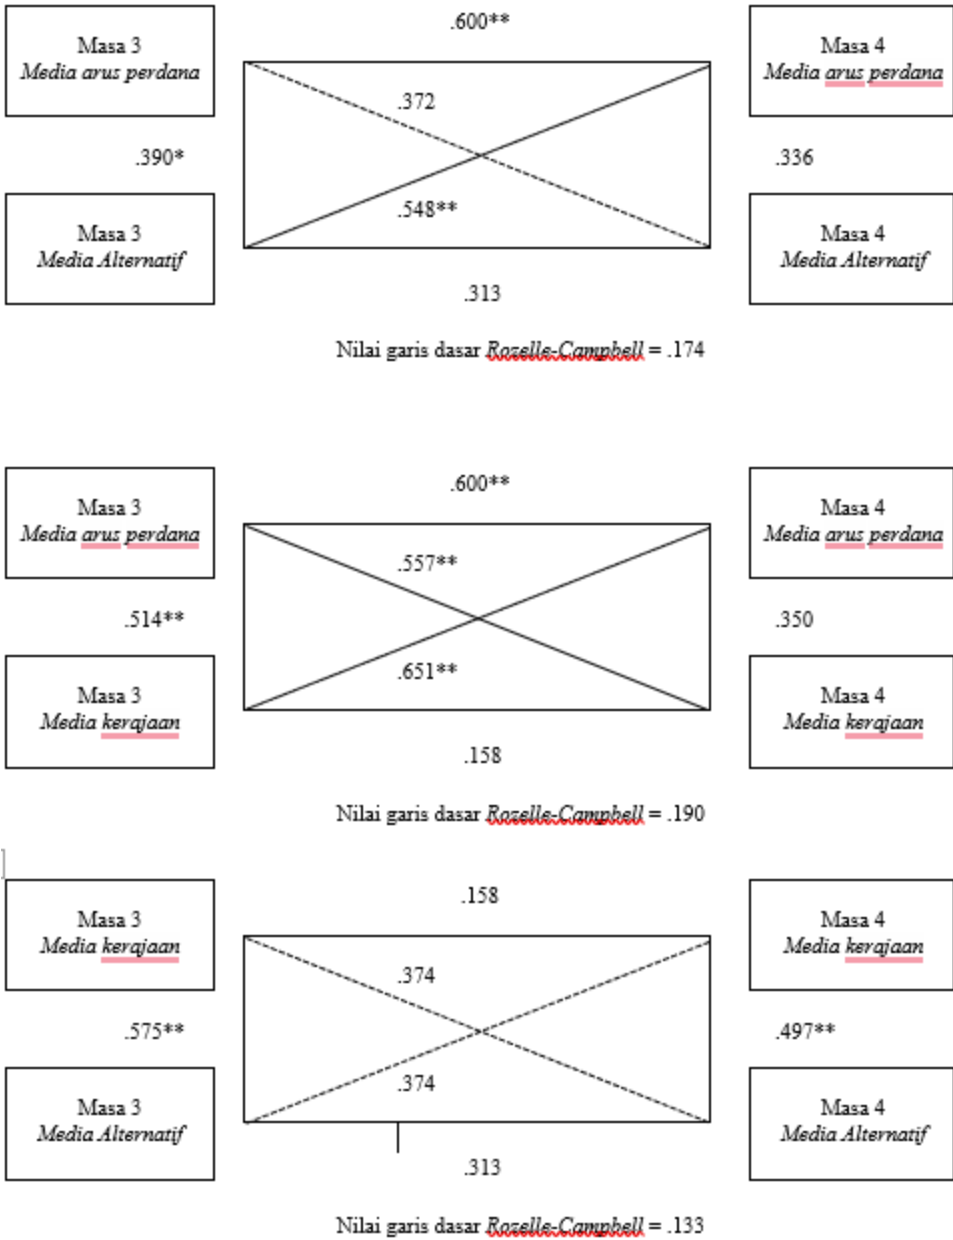 .600**
Masa 3
Media arus perdana
Masa 4
Media arus perdana
.372
.390*
.336
.548**
Masa 3
Media Alternatif
Masa 4
Media Alternatif
.313
Nilai garis dasar Rozelle-Campbell = .174
.600**
Masa 3
Media arus perdana
Masa 4
Media arus perdana
.557**
.514**
.350
.651**
Masa 3
Media kerajaan
Masa 4
Media kerajaan
.158
Nilai garis dasar Rozelle-Campbell = .190
.158
Masa 3
Media kerajaan
Masa 4
Media kerajaan
.374
.575**
.497**
.374
Masa 3
Media Alternatif
Masa 4
Media Alternatif
.313
Nilai garis dasar Rozelle-Campbell = .133